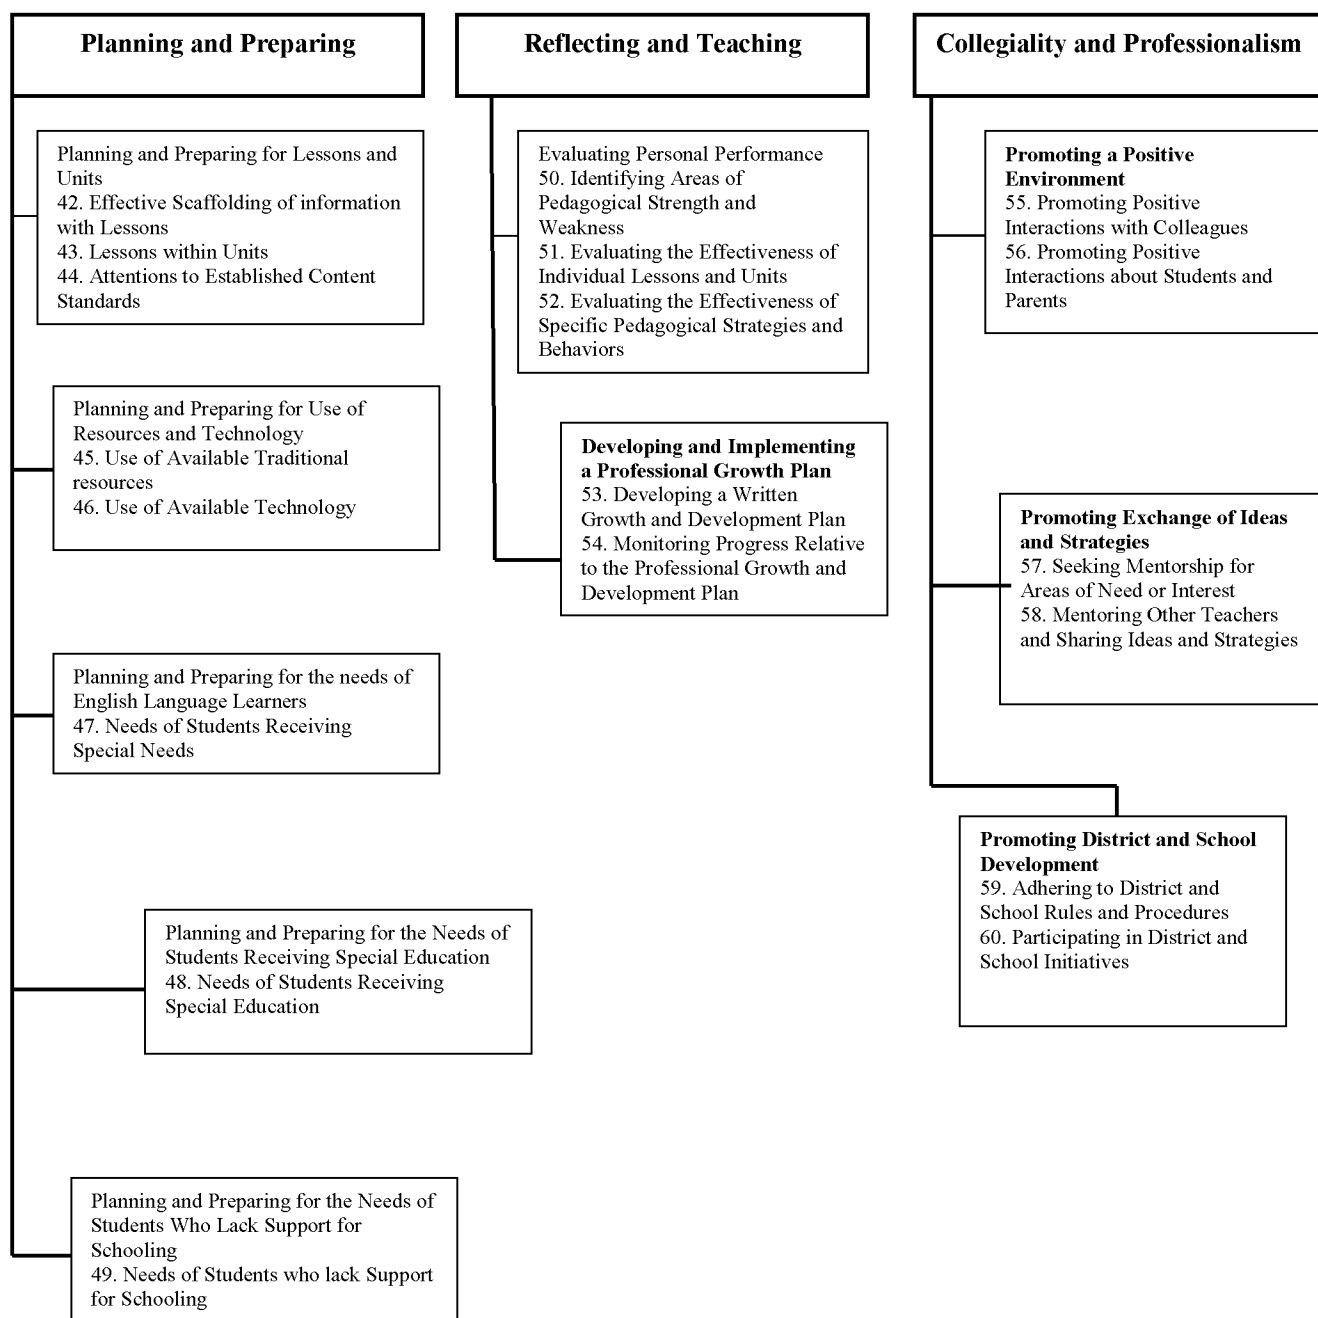 Planning and Preparing
Planning and Preparing for Lessons and
Units
42. Effective Scaffolding of information
with Lessons
43. Lessons within Units
44. Attentions to Established Content
Standards
Planning and Preparing for Use of
Resources and Technology
45. Use of Available Traditional
resources
46. Use of Available Technology
Planning and Preparing for the needs of
English Language Learners
47. Needs of Students Receiving
Special Needs
Planning and Preparing for the Needs of
Students Receiving Special Education
48. Needs of Students Receiving
Special Education
Planning and Preparing for the Needs of
Students Who Lack Support for
Schooling
49. Needs of Students who lack Support
for Schooling
Reflecting and Teaching
Evaluating Personal Performance
50. Identifying Areas of
Pedagogical Strength and
Weakness
51. Evaluating the Effectiveness of
Individual Lessons and Units
52. Evaluating the Effectiveness of
Specific Pedagogical Strategies and
Behaviors
Developing and Implementing
a Professional Growth Plan
53. Developing a Written
Growth and Development Plan
54. Monitoring Progress Relative
to the Professional Growth and
Development Plan
Collegiality and Professionalism
Promoting a Positive
Environment
55. Promoting Positive
Interactions with Colleagues
56. Promoting Positive
Interactions about Students and
Parents
Promoting Exchange of Ideas
and Strategies
57. Seeking Mentorship for
Areas of Need or Interest
58. Mentoring Other Teachers
and Sharing Ideas and Strategies
Promoting District and School
Development
59. Adhering to District and
School Rules and Procedures
60. Participating in District and
School Initiatives